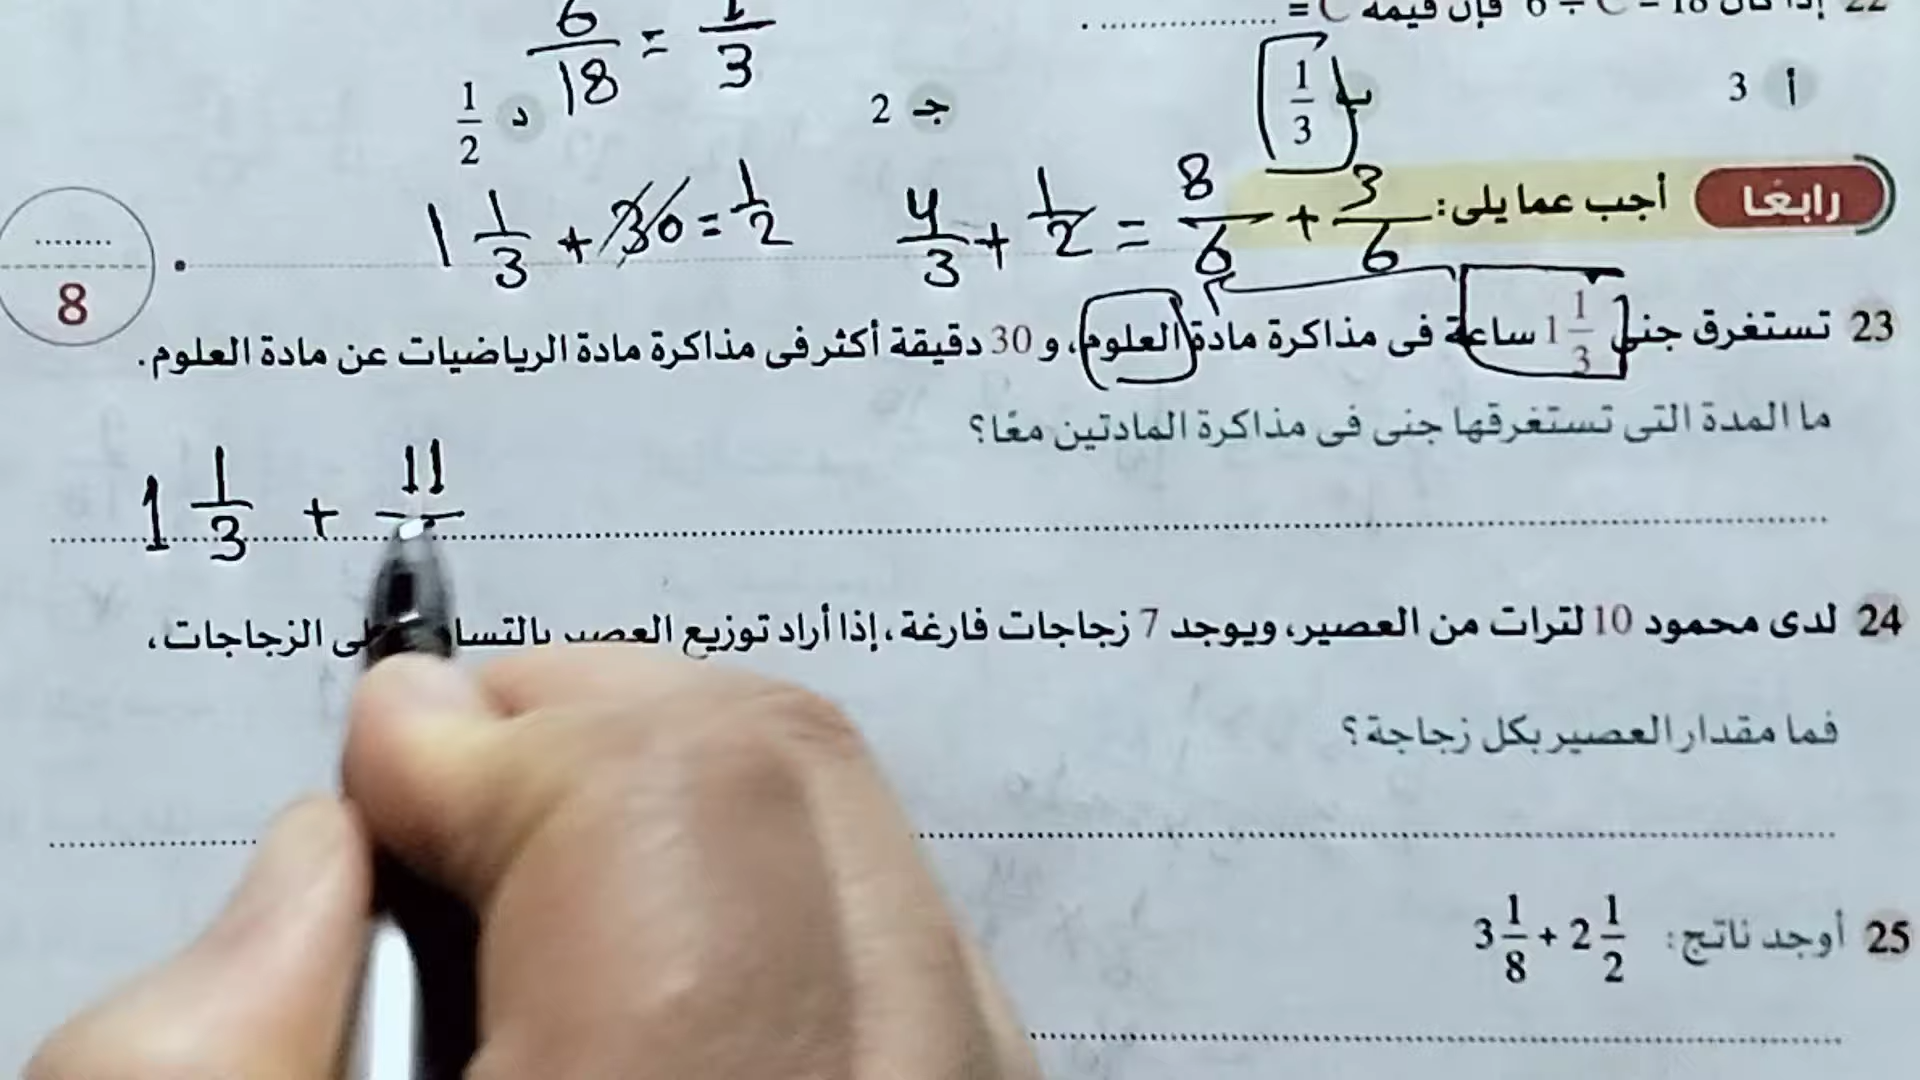 22 إذا كان 18 = C ÷ 6 فإن قيمة C = ..................
6/18 = 1/3
أ 3 ب 1/3 جـ 2 د 1/2
رابعًا أجب عما يلى:
1 1/3 + 30 = 1/2
4/3 + 1/2 = 8/6 + 3/6
8
23 تستغرق جنى 1 1/3 ساعة فى مذاكرة مادة العلوم، و 30 دقيقة أكثر فى مذاكرة مادة الرياضيات عن مادة العلوم.
ما المدة التى تستغرقها جنى فى مذاكرة المادتين معًا؟
1 1/3 + 11
24 لدى محمود 10 لترات من العصير، ويوجد 7 زجاجات فارغة، إذا أراد توزيع العصير بالتساوى على الزجاجات،
فما مقدار العصير بكل زجاجة؟
25 أوجد ناتج: 3 1/8 + 2 1/2